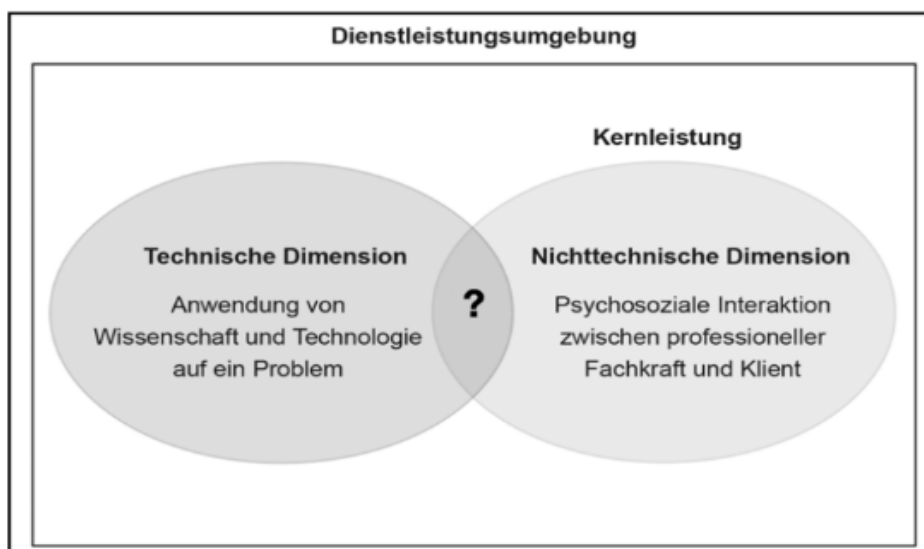 Dienstleistungsumgebung
Kernleistung
Technische Dimension
Anwendung von
Wissenschaft und Technologie
auf ein Problem
?
Nichttechnische Dimension
Psychosoziale Interaktion
zwischen professioneller
Fachkraft und Klient